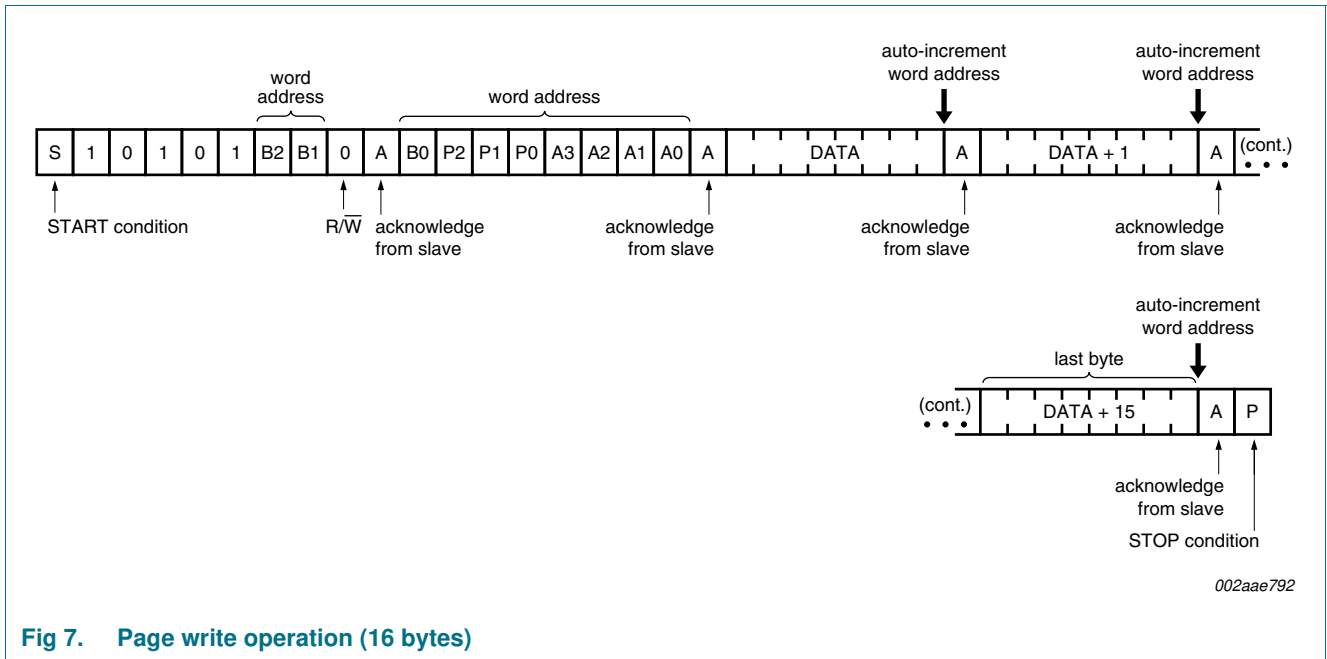 auto-increment
word address
auto-increment
word address
word
address
word address
S 1 0 1 0 1 B2 B1 0 A B0 P2 P1 P0 A3 A2 A1 A0 A DATA A DATA + 1 A (cont.)
START condition
R/W̅
acknowledge
from slave
acknowledge
from slave
acknowledge
from slave
acknowledge
from slave
auto-increment
word address
last byte
(cont.) DATA + 15 A P
acknowledge
from slave
STOP condition
002aae792
Fig 7. Page write operation (16 bytes)